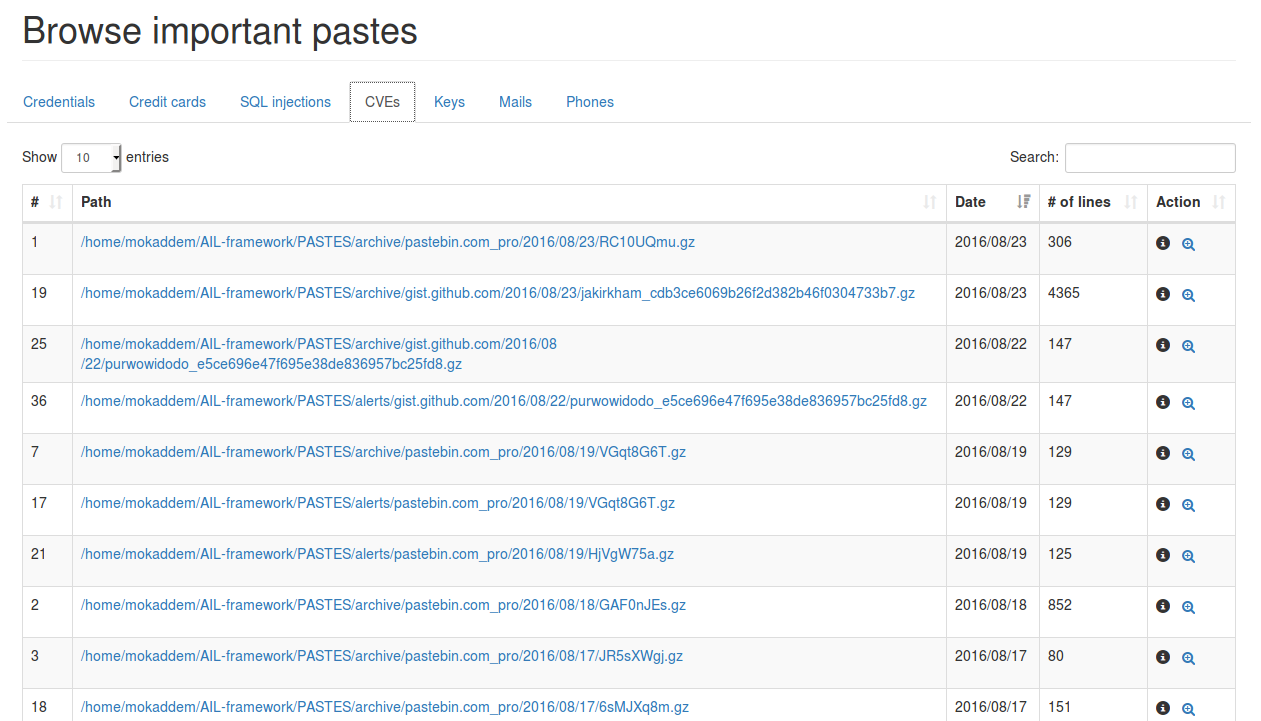 Browse important pastes
Credentials Credit cards SQL injections CVEs Keys Mails Phones
Show 10 entries Search:
# Path Date # of lines Action
1 /home/mokaddem/AIL-framework/PASTES/archive/pastebin.com_pro/2016/08/23/RC10UQmu.gz 2016/08/23 306
19 /home/mokaddem/AIL-framework/PASTES/archive/gist.github.com/2016/08/23/jakirkham_cdb3ce6069b26f2d382b46f0304733b7.gz 2016/08/23 4365
25 /home/mokaddem/AIL-framework/PASTES/archive/gist.github.com/2016/08 2016/08/22 147
/22/purwowidodo_e5ce696e47f695e38de836957bc25fd8.gz
36 /home/mokaddem/AIL-framework/PASTES/alerts/gist.github.com/2016/08/22/purwowidodo_e5ce696e47f695e38de836957bc25fd8.gz 2016/08/22 147
7 /home/mokaddem/AIL-framework/PASTES/archive/pastebin.com_pro/2016/08/19/VGqt8G6T.gz 2016/08/19 129
17 /home/mokaddem/AIL-framework/PASTES/alerts/pastebin.com_pro/2016/08/19/VGqt8G6T.gz 2016/08/19 129
21 /home/mokaddem/AIL-framework/PASTES/alerts/pastebin.com_pro/2016/08/19/HjVgW75a.gz 2016/08/19 125
2 /home/mokaddem/AIL-framework/PASTES/archive/pastebin.com_pro/2016/08/18/GAF0nJEs.gz 2016/08/18 852
3 /home/mokaddem/AIL-framework/PASTES/archive/pastebin.com_pro/2016/08/17/JR5sXWgj.gz 2016/08/17 80
18 /home/mokaddem/AIL-framework/PASTES/archive/pastebin.com_pro/2016/08/17/6sMJXq8m.gz 2016/08/17 151